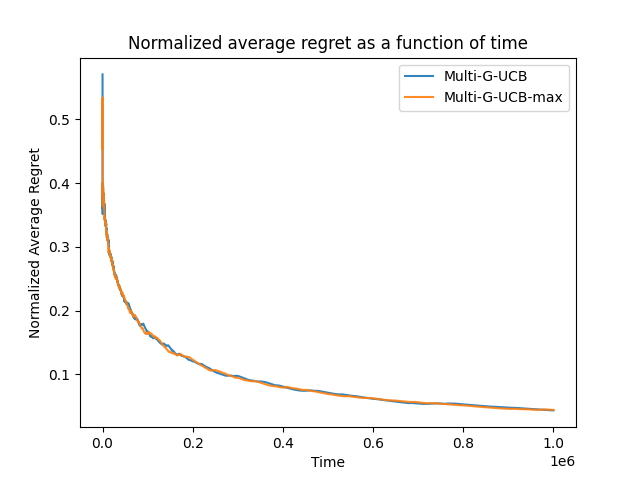 Normalized average regret as a function of time
Multi-G-UCB
Multi-G-UCB-max
Normalized Average Regret
0.5
0.4
0.3
0.2
0.1
0.0 0.2 0.4 0.6 0.8 1.0
1e6
Time